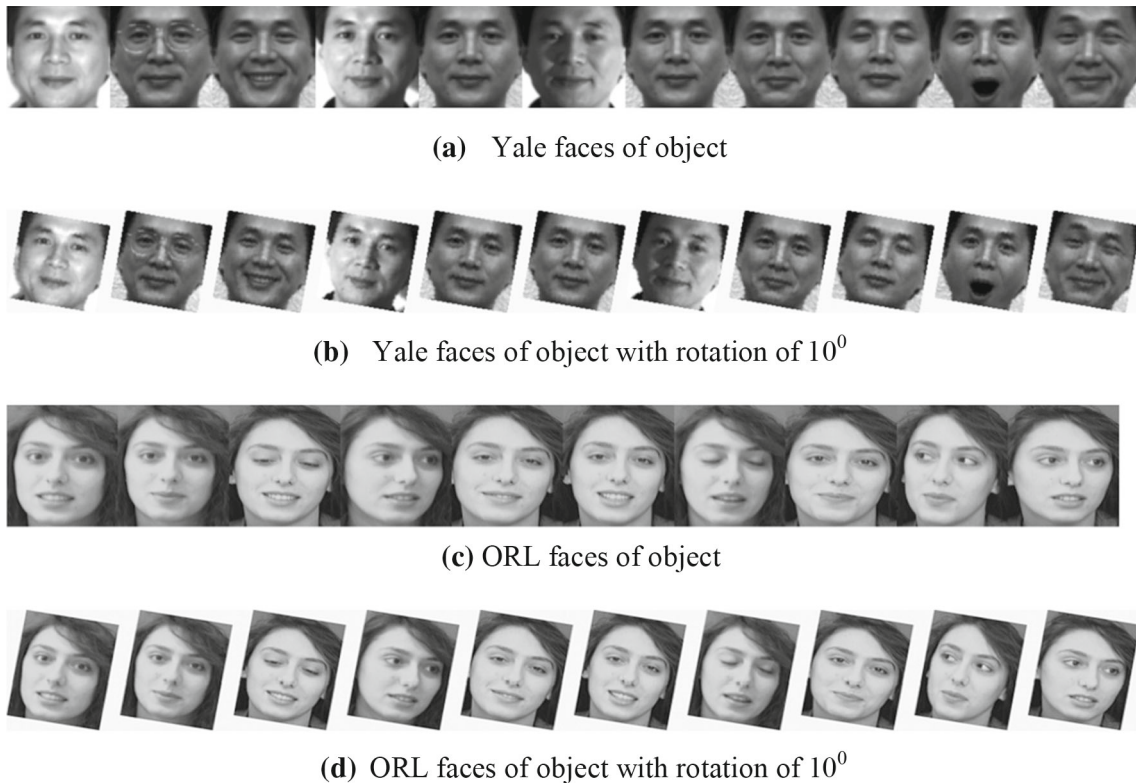 (a) Yale faces of object
(b) Yale faces of object with rotation of 10⁰
(c) ORL faces of object
(d) ORL faces of object with rotation of 10⁰